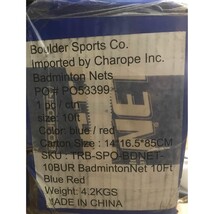 Boulder Sports Co.
Imported by Charope Inc.
Badminton Nets
PO # PO53399
1 pc / ctn
size: 10ft
Color: blue / red
Carton Size : 14*16.5*85CM
SKU : TRB-SPO-BDNET-
10BUR BadmintonNet 10Ft
Blue Red
Weight: 4.2KGS
MADE IN CHINA
NET